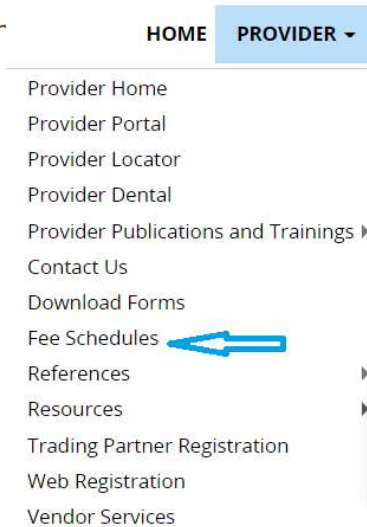 HOME PROVIDER
Provider Home
Provider Portal
Provider Locator
Provider Dental
Provider Publications and Trainings
Contact Us
Download Forms
Fee Schedules
References
Resources
Trading Partner Registration
Web Registration
Vendor Services